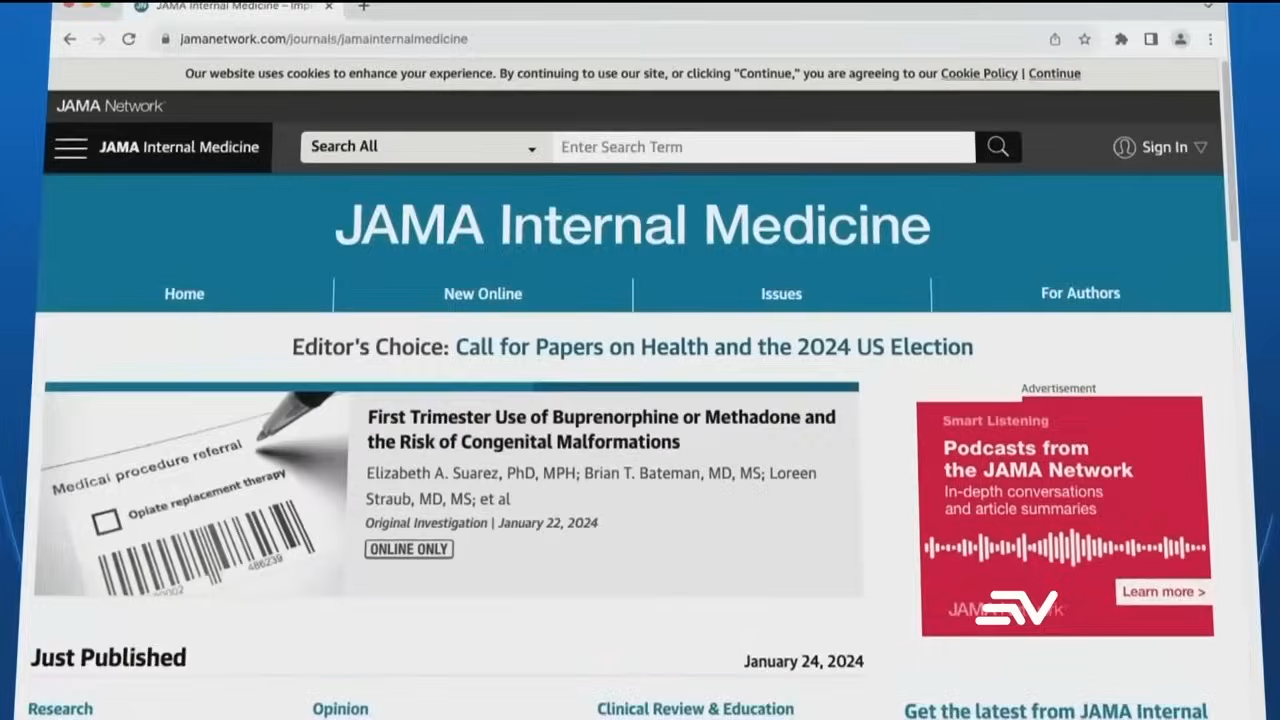 JAMA Internal Medicine – Imp
jamanetwork.com/journals/jamainternalmedicine
Our website uses cookies to enhance your experience. By continuing to use our site, or clicking "Continue," you are agreeing to our Cookie Policy | Continue
JAMA Network
JAMA Internal Medicine
Search All
Enter Search Term
Sign In
JAMA Internal Medicine
Home
New Online
Issues
For Authors
Editor's Choice: Call for Papers on Health and the 2024 US Election
Medical procedure referral
Opiate replacement therapy
486239
First Trimester Use of Buprenorphine or Methadone and
the Risk of Congenital Malformations
Elizabeth A. Suarez, PhD, MPH; Brian T. Bateman, MD, MS; Loreen
Straub, MD, MS; et al
Original Investigation | January 22, 2024
ONLINE ONLY
Advertisement
Smart Listening
Podcasts from
the JAMA Network
In-depth conversations
and article summaries
Learn more >
Just Published
January 24, 2024
Research
Opinion
Clinical Review & Education
Get the latest from JAMA Internal